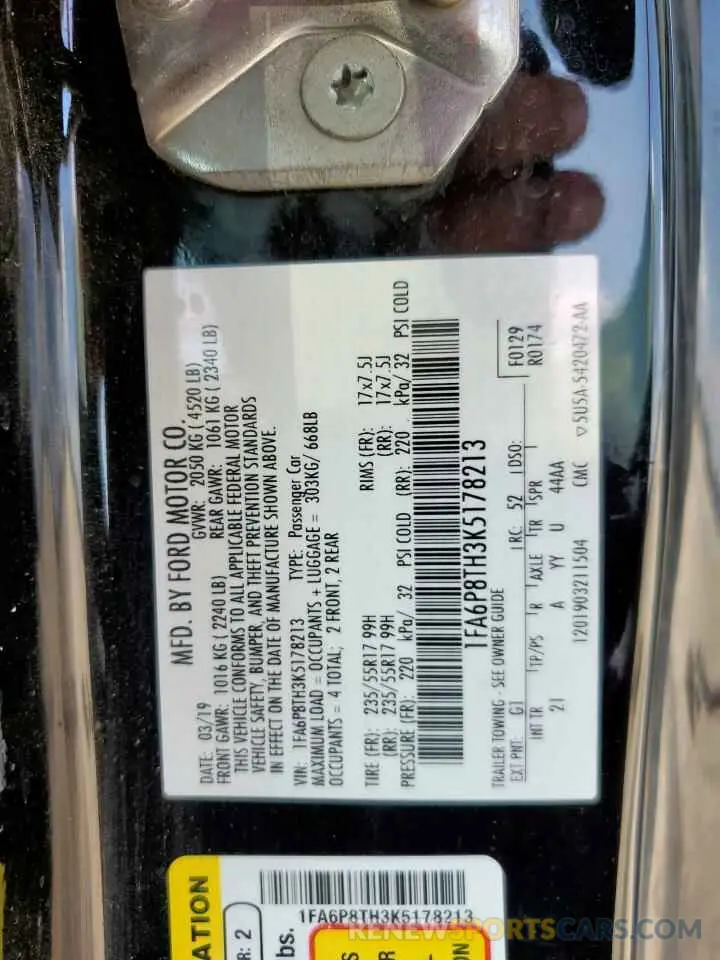 MFD. BY FORD MOTOR CO.
DATE: 03/19 GVWR: 2050 KG ( 4520 LB)
FRONT GAWR: 1016 KG ( 2240 LB) REAR GAWR: 1061 KG ( 2340 LB)
THIS VEHICLE CONFORMS TO ALL APPLICABLE FEDERAL MOTOR
VEHICLE SAFETY, BUMPER, AND THEFT PREVENTION STANDARDS
IN EFFECT ON THE DATE OF MANUFACTURE SHOWN ABOVE.
VIN: 1FA6P8TH3K5178213 TYPE: Passenger Car
MAXIMUM LOAD = OCCUPANTS + LUGGAGE = 303KG/ 668LB
OCCUPANTS = 4 TOTAL; 2 FRONT, 2 REAR
TIRE (FR): 235/55R17 99H RIMS (FR): 17x7.5J
(RR): 235/55R17 99H (RR): 17x7.5J
PRESSURE (FR): 220 kPa/ 32 PSI COLD (RR): 220 kPa/ 32 PSI COLD
1FA6P8TH3K5178213
TRAILER TOWING - SEE OWNER GUIDE
F0129
EXT PNT: G1 RC: 52 DSO: R0174
INT TR TP/PS R AXLE TR SPR
21 A YY U 44AA
1201903211504 CMC 5U5A-5420472-AA
ATION
R: 2
1FA6P8TH3K5178213
bs.
S
R
ON
RENEWSPORTSCARS.COM